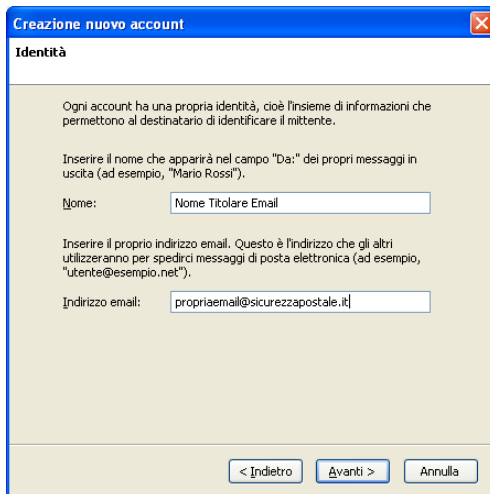 Creazione nuovo account
Identità
Ogni account ha una propria identità, cioè l'insieme di informazioni che
permettono al destinatario di identificare il mittente.
Inserire il nome che apparirà nel campo "Da:" dei propri messaggi in
uscita (ad esempio, "Mario Rossi").
Nome: Nome Titolare Email
Inserire il proprio indirizzo email. Questo è l'indirizzo che gli altri
utilizzeranno per spedirci messaggi di posta elettronica (ad esempio,
"utente@esempio.net").
Indirizzo email: propriaemail@sicurezzapostale.it
< Indietro Avanti > Annulla